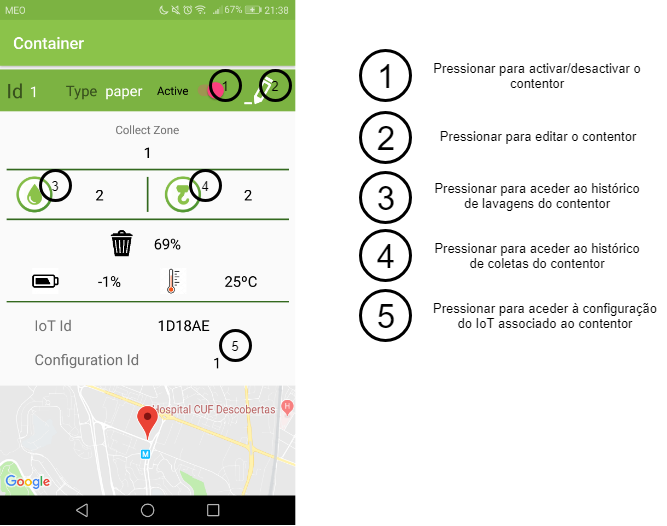 MEO 67% 21:38
Container
Id 1 Type paper Active 1 2
Collect Zone
1
3 2 4 2
69%
-1% 25ºC
IoT Id 1D18AE
5
Configuration Id 1
Hospital CUF Descobertas
H
M
Google
1 Pressionar para activar/desactivar o
contentor
2 Pressionar para editar o contentor
3 Pressionar para aceder ao histórico
de lavagens do contentor
4 Pressionar para aceder ao histórico
de coletas do contentor
5 Pressionar para aceder à configuração
do IoT associado ao contentor